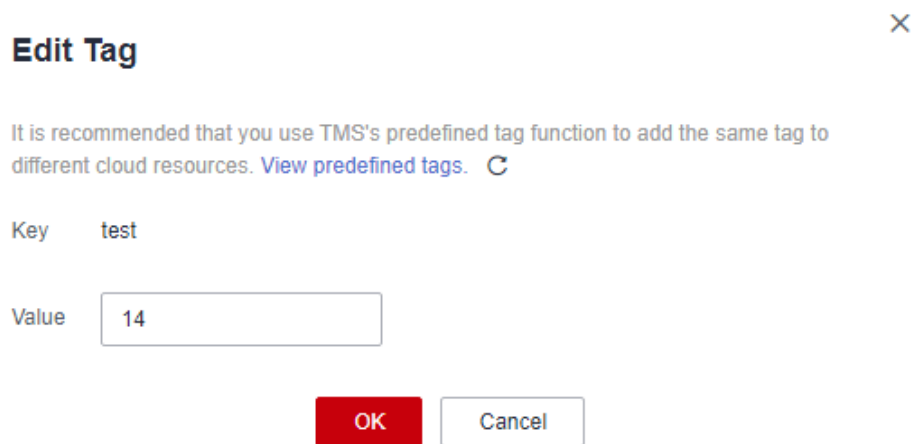 Edit Tag
It is recommended that you use TMS's predefined tag function to add the same tag to
different cloud resources. View predefined tags.
Key test
Value 14
OK Cancel